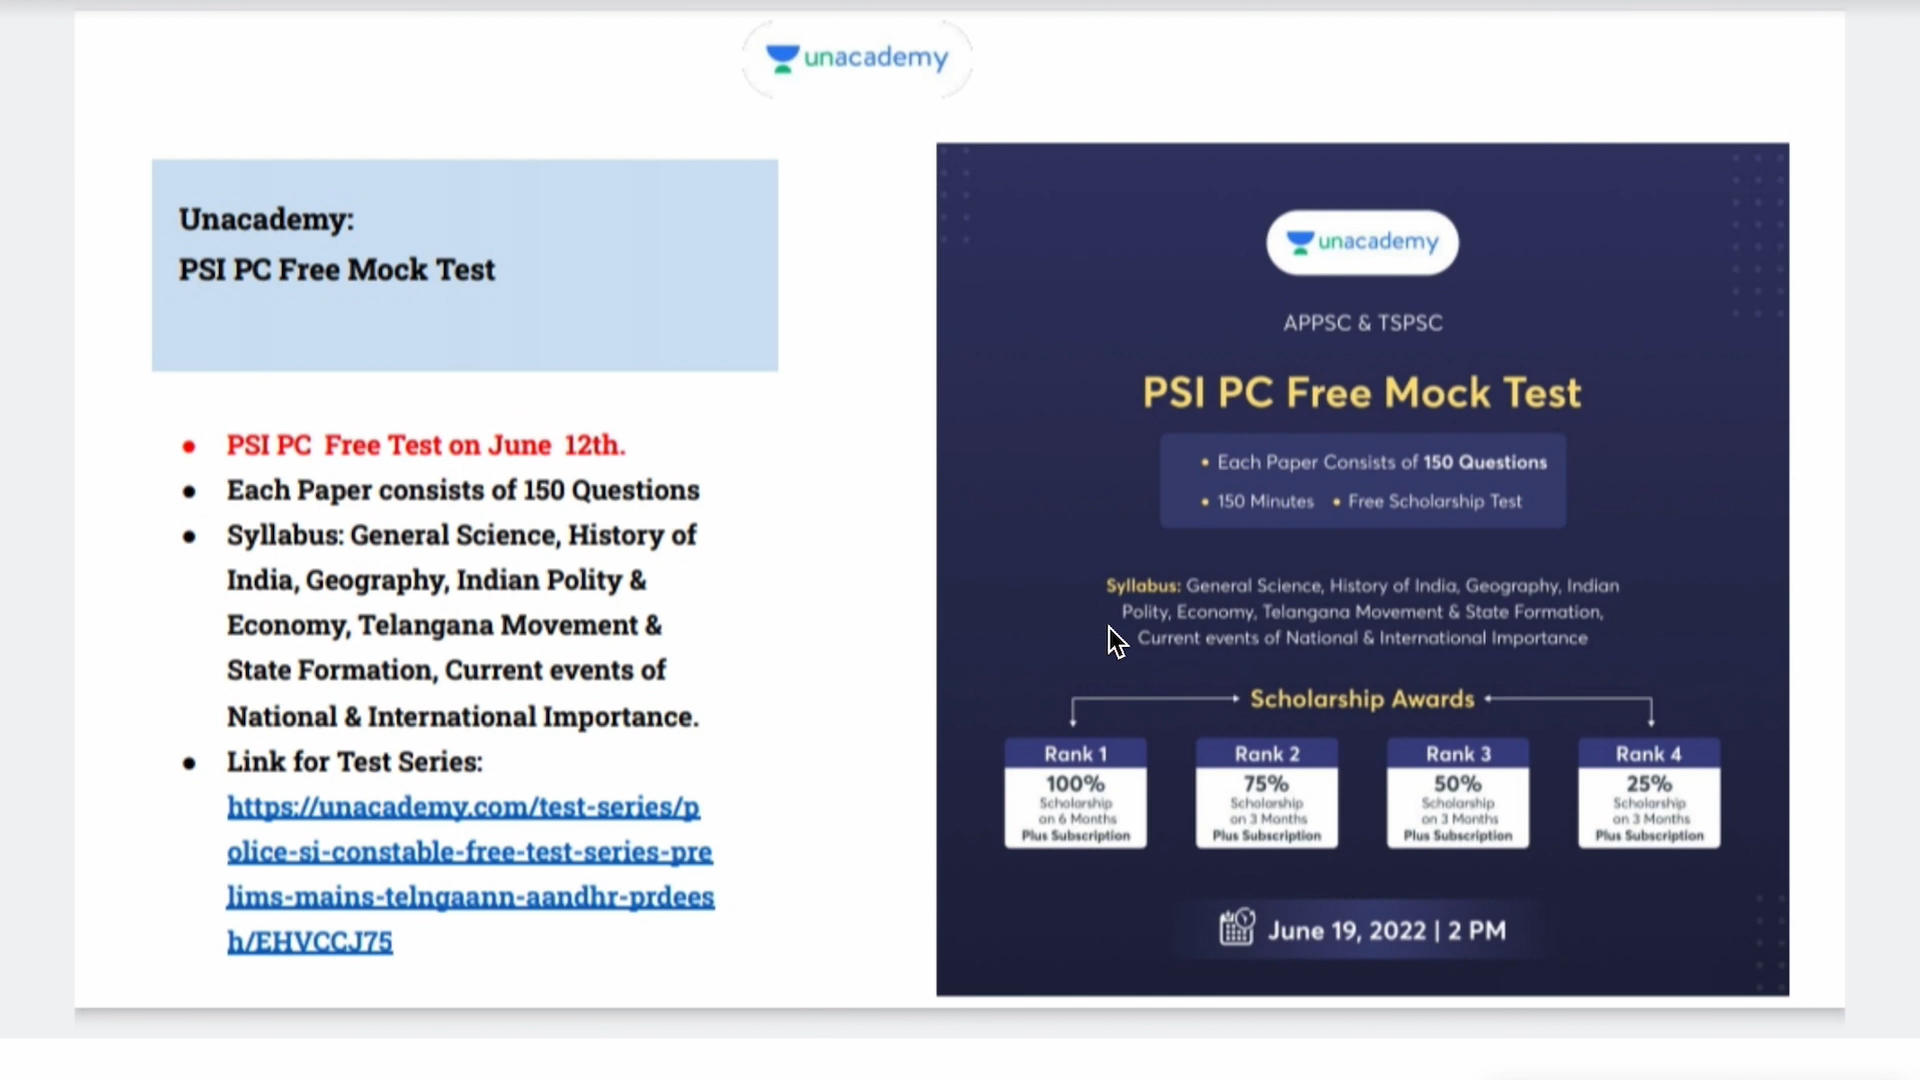 unacademy
Unacademy:
PSI PC Free Mock Test
PSI PC Free Test on June 12th.
Each Paper consists of 150 Questions
Syllabus: General Science, History of
India, Geography, Indian Polity &
Economy, Telangana Movement &
State Formation, Current events of
National & International Importance.
Link for Test Series:
https://unacademy.com/test-series/p
olice-si-constable-free-test-series-pre
lims-mains-telngaann-aandhr-prdees
h/EHVCCJ75
unacademy
APPSC & TSPSC
PSI PC Free Mock Test
• Each Paper Consists of 150 Questions
• 150 Minutes • Free Scholarship Test
Syllabus: General Science, History of India, Geography, Indian
Polity, Economy, Telangana Movement & State Formation,
Current events of National & International Importance
Scholarship Awards
Rank 1
100%
Scholarship
on 6 Months
Plus Subscription
Rank 2
75%
Scholarship
on 3 Months
Plus Subscription
Rank 3
50%
Scholarship
on 3 Months
Plus Subscription
Rank 4
25%
Scholarship
on 3 Months
Plus Subscription
June 19, 2022 | 2 PM